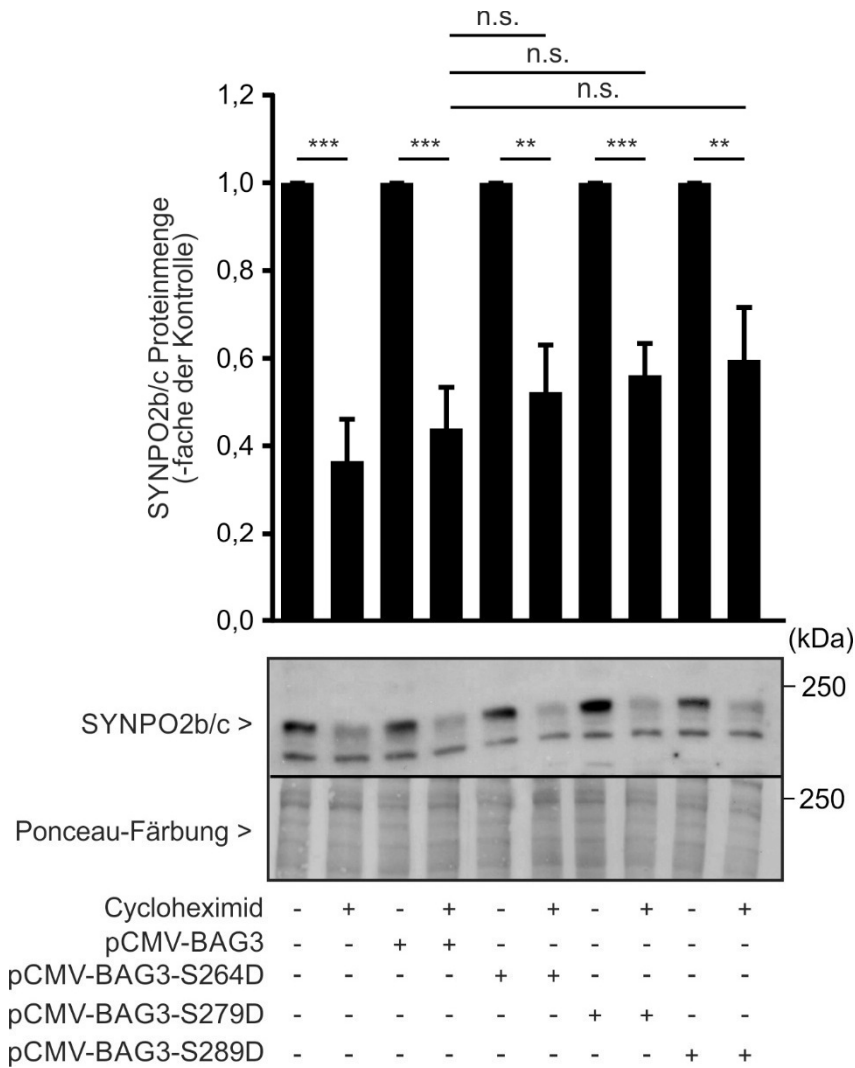 n.s.
n.s.
n.s.
1,2
*** *** ** *** **
1,0
0,8
0,6
0,4
0,2
0,0
SYNPO2b/c Proteinmenge
(-fache der Kontrolle)
(kDa)
250
SYNPO2b/c >
250
Ponceau-Färbung >
Cycloheximid - + - + - + - + - +
pCMV-BAG3 - - + + - - - - - -
pCMV-BAG3-S264D - - - - + + - - - -
pCMV-BAG3-S279D - - - - - - + + - -
pCMV-BAG3-S289D - - - - - - - - + +